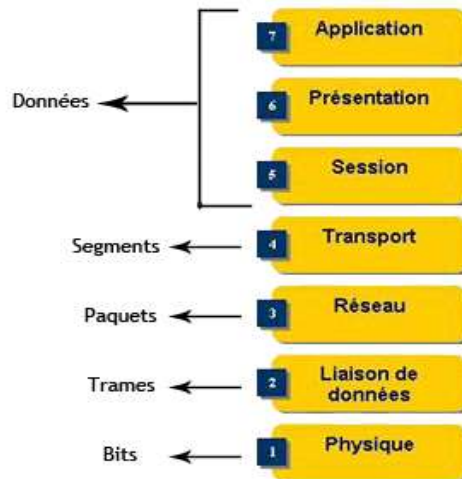 7 Application
Données
6 Présentation
5 Session
Segments 4 Transport
Paquets 3 Réseau
Trames 2 Liaison de
données
Bits 1 Physique